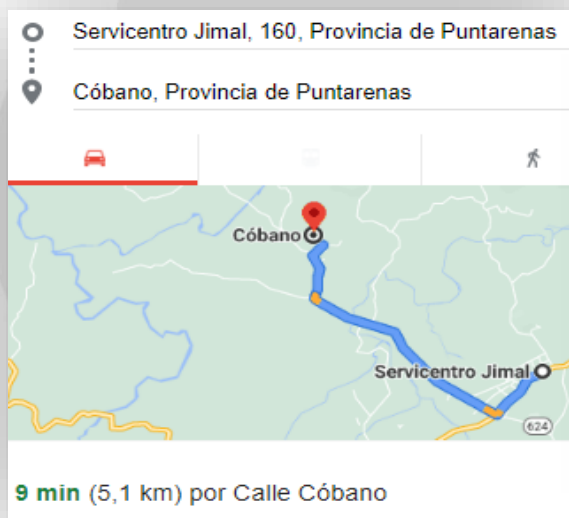 Servicentro Jimal, 160, Provincia de Puntarenas
Cóbano, Provincia de Puntarenas
Cóbano
Servicentro Jimal
624
9 min (5,1 km) por Calle Cóbano